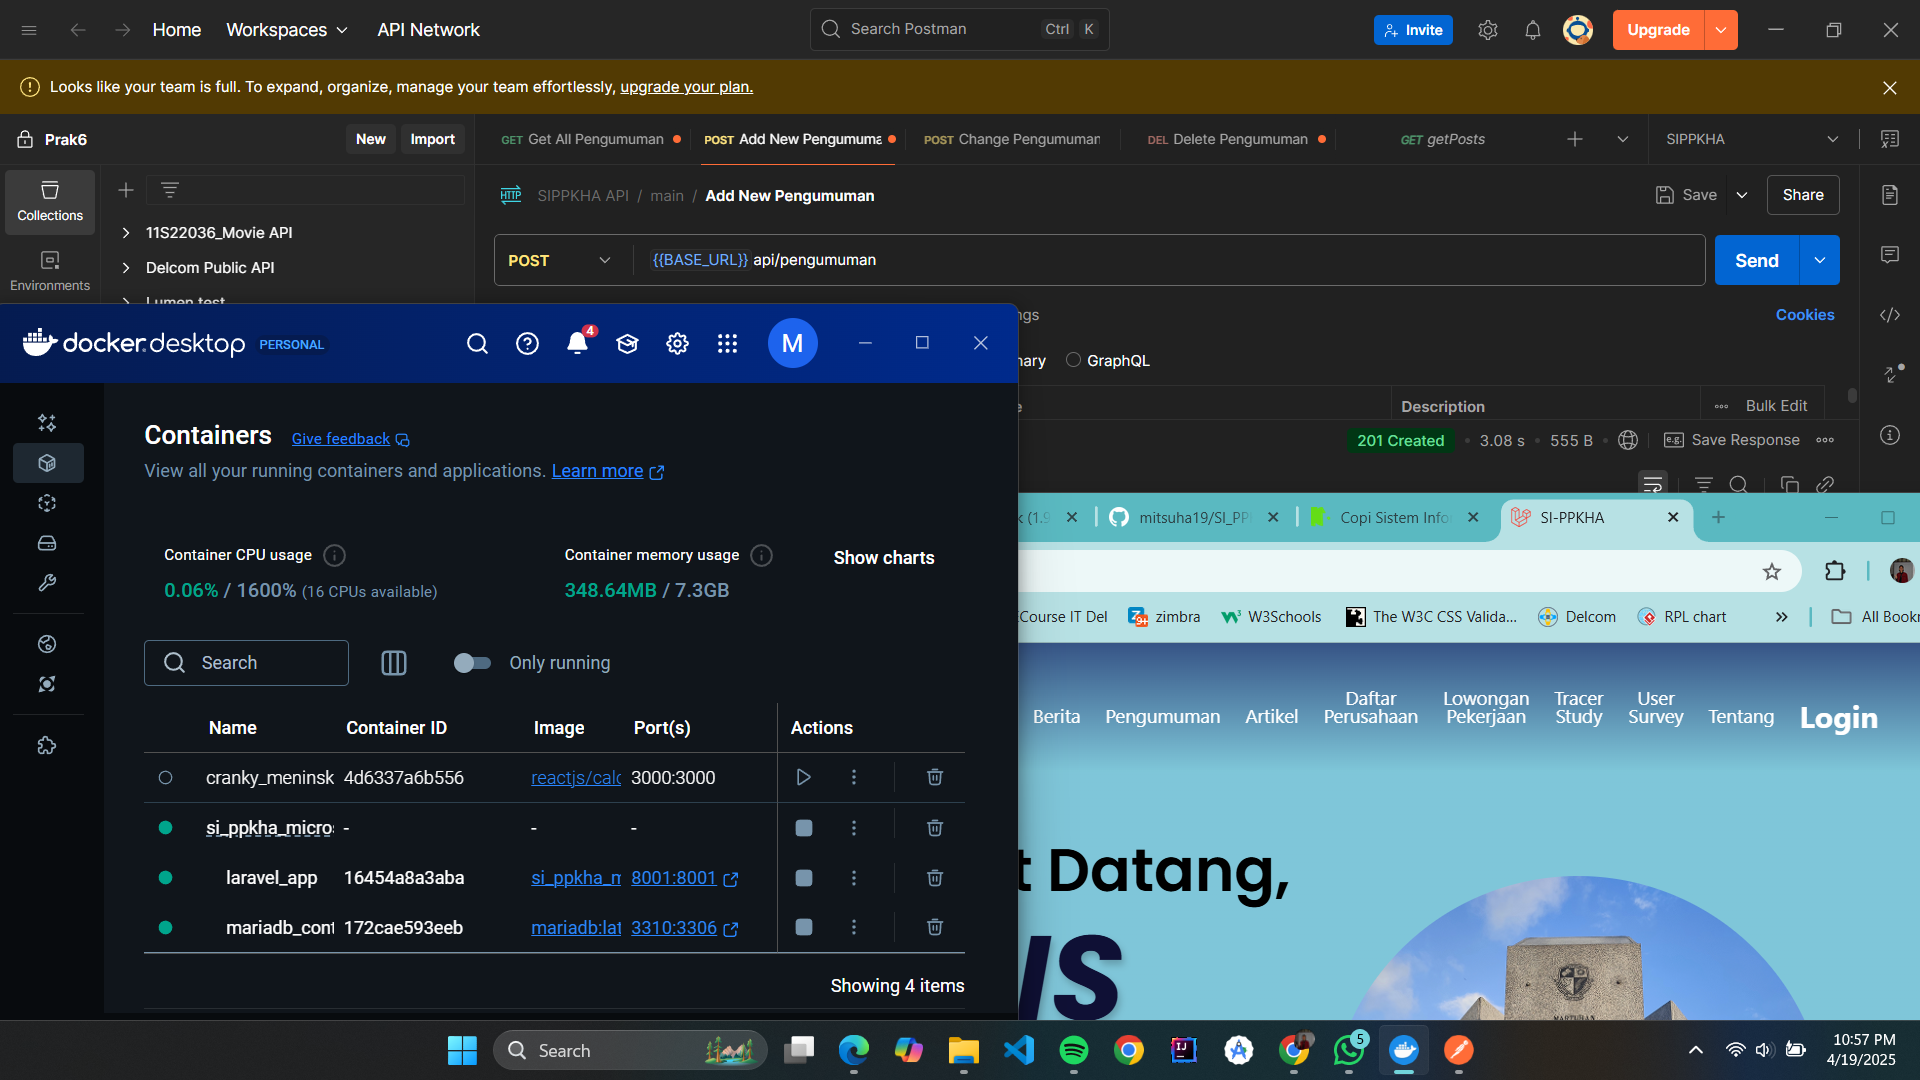 Home Workspaces API Network Search Postman Ctrl K Invite Upgrade
Looks like your team is full. To expand, organize, manage your team effortlessly, upgrade your plan.
Prak6 New Import GET Get All Pengumuman POST Add New Pengumuma POST Change Pengumuman DEL Delete Pengumuman GET getPosts SIPPKHA
Collections
Environments
11S22036_Movie API
Delcom Public API
Lumen test
HTTP SIPPKHA API / main / Add New Pengumuman Save Share
POST {{BASE_URL}} api/pengumuman Send
ngs Cookies
nary GraphQL
e Description Bulk Edit
201 Created 3.08 s 555 B e.g. Save Response
docker.desktop PERSONAL 4 M
Containers Give feedback
View all your running containers and applications. Learn more
Container CPU usage Container memory usage Show charts
0.06% / 1600% (16 CPUs available) 348.64MB / 7.3GB
Search Only running
Name Container ID Image Port(s) Actions
cranky_meninsk 4d6337a6b556 reactjs/calc 3000:3000
si_ppkha_micros - - -
laravel_app 16454a8a3aba si_ppkha_m 8001:8001
mariadb_cont 172cae593eeb mariadb:lat 3310:3306
Showing 4 items
k (1.9 mitsuha19/SI_PP Copi Sistem Info SI-PPKHA
ECourse IT Del 9+ zimbra W3Schools The W3C CSS Valida... Delcom RPL chart » All Bookr
Berita Pengumuman Artikel Daftar Perusahaan Lowongan Pekerjaan Tracer Study User Survey Tentang Login
t Datang,
IS
Search 5 10:57 PM
4/19/2025